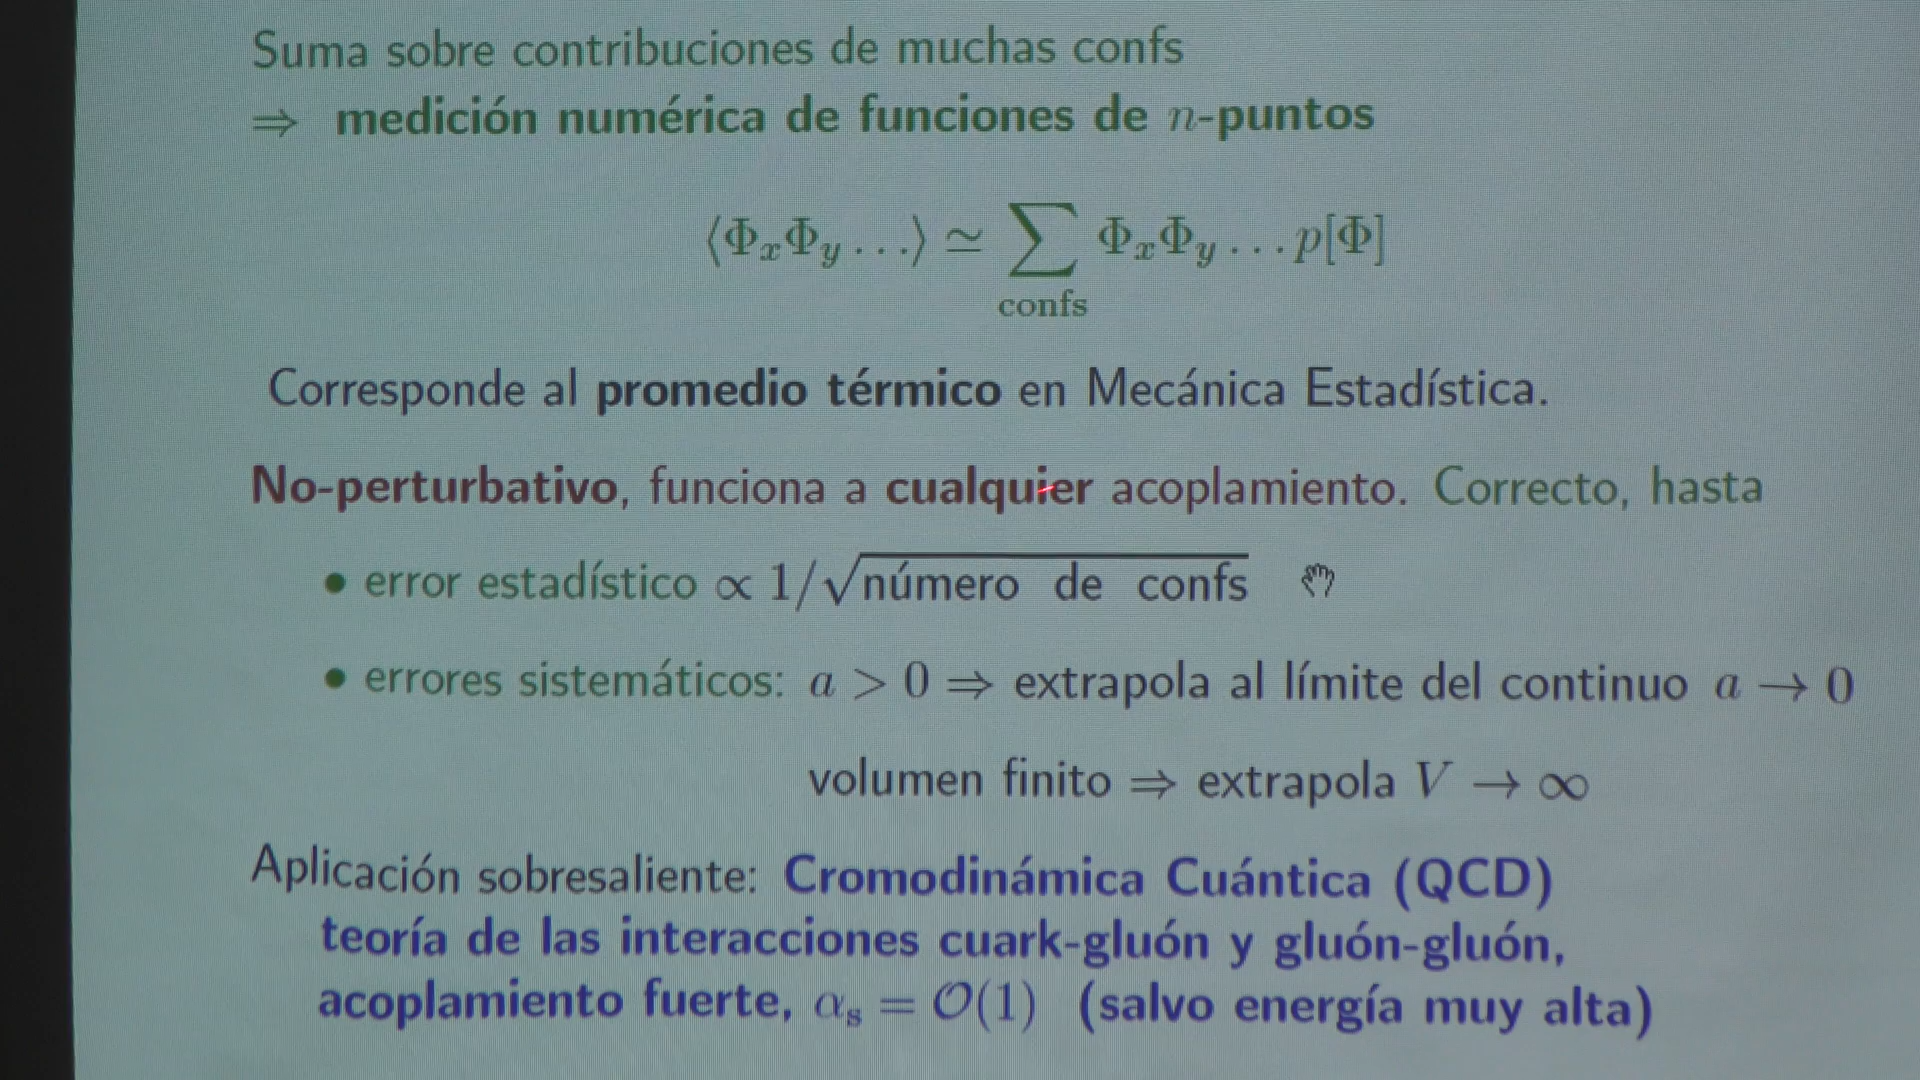 Suma sobre contribuciones de muchas confs
⇒ medición numérica de funciones de n-puntos
⟨Φ_xΦ_y …⟩ ≃ ∑_confs Φ_xΦ_y … p[Φ]
Corresponde al promedio térmico en Mecánica Estadística.
No-perturbativo, funciona a cualquier acoplamiento. Correcto, hasta
• error estadístico ∝ 1/√número de confs
• errores sistemáticos: a > 0 ⇒ extrapola al límite del continuo a → 0
volumen finito ⇒ extrapola V → ∞
Aplicación sobresaliente: Cromodinámica Cuántica (QCD)
teoría de las interacciones cuark-gluón y gluón-gluón,
acoplamiento fuerte, α_s = O(1) (salvo energía muy alta)